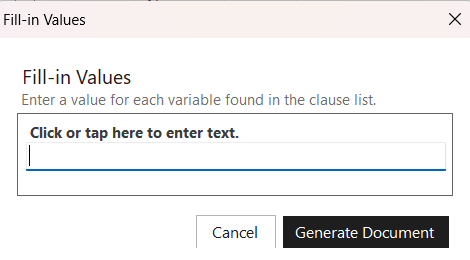 Fill-in Values
Fill-in Values
Enter a value for each variable found in the clause list.
Click or tap here to enter text.
Cancel
Generate Document